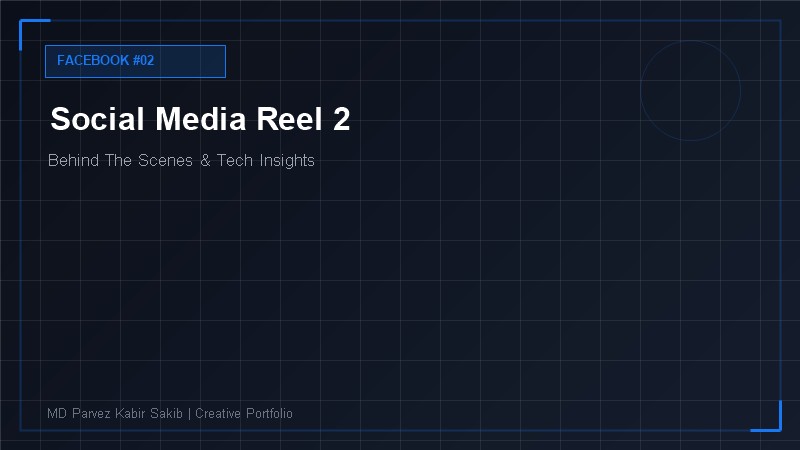 FACEBOOK #02
Social Media Reel 2
Behind The Scenes & Tech Insights
MD Parvez Kabir Sakib | Creative Portfolio